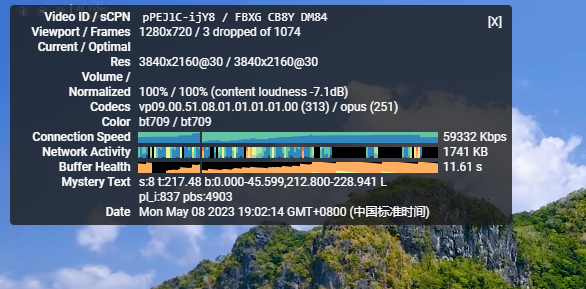 Video ID / sCPN pPEJ1C-ijY8 / FBXG CB8Y DM84 [X]
Viewport / Frames 1280x720 / 3 dropped of 1074
Current / Optimal
Res 3840x2160@30 / 3840x2160@30
Volume /
Normalized 100% / 100% (content loudness -7.1dB)
Codecs vp09.00.51.08.01.01.01.01.00 (313) / opus (251)
Color bt709 / bt709
Connection Speed 59332 Kbps
Network Activity 1741 KB
Buffer Health 11.61 s
Mystery Text s:8 t:217.48 b:0.000-45.599,212.800-228.941 L
pl_i:837 pbs:4903
Date Mon May 08 2023 19:02:14 GMT+0800 (中国标准时间)